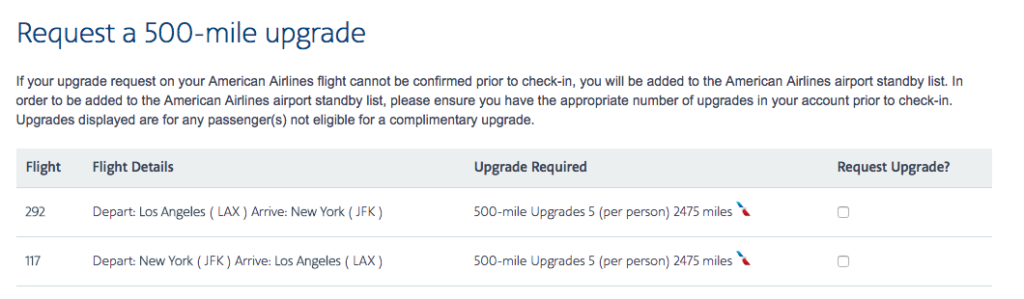 Request a 500-mile upgrade
If your upgrade request on your American Airlines flight cannot be confirmed prior to check-in, you will be added to the American Airlines airport standby list. In
order to be added to the American Airlines airport standby list, please ensure you have the appropriate number of upgrades in your account prior to check-in.
Upgrades displayed are for any passenger(s) not eligible for a complimentary upgrade.
Flight Flight Details Upgrade Required Request Upgrade?
292 Depart: Los Angeles ( LAX ) Arrive: New York ( JFK ) 500-mile Upgrades 5 (per person) 2475 miles
117 Depart: New York ( JFK ) Arrive: Los Angeles ( LAX ) 500-mile Upgrades 5 (per person) 2475 miles